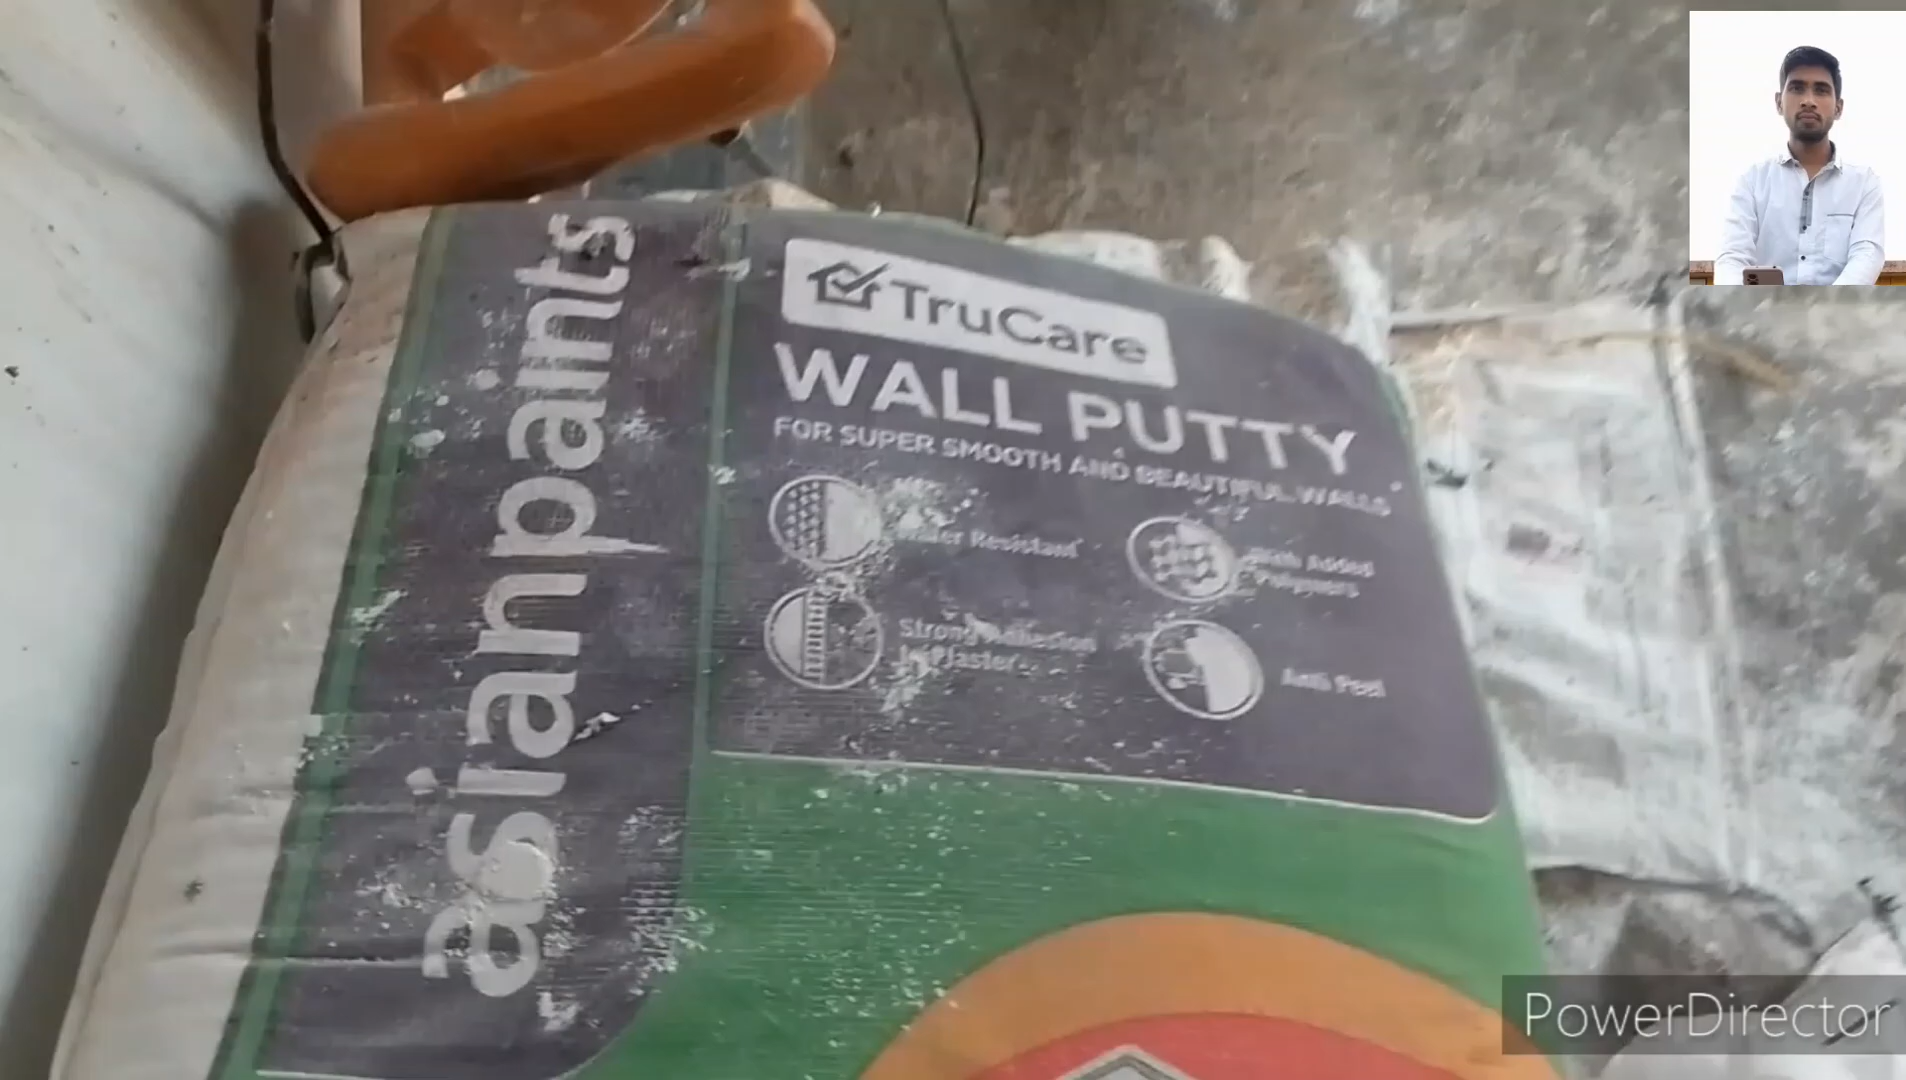 asianpaints
TruCare
WALL PUTTY
FOR SUPER SMOOTH AND BEAUTIFUL WALLS
Water Resistant
With Added
Polymers
Strong Adhesion
to Plaster
Anti Peel
PowerDirector